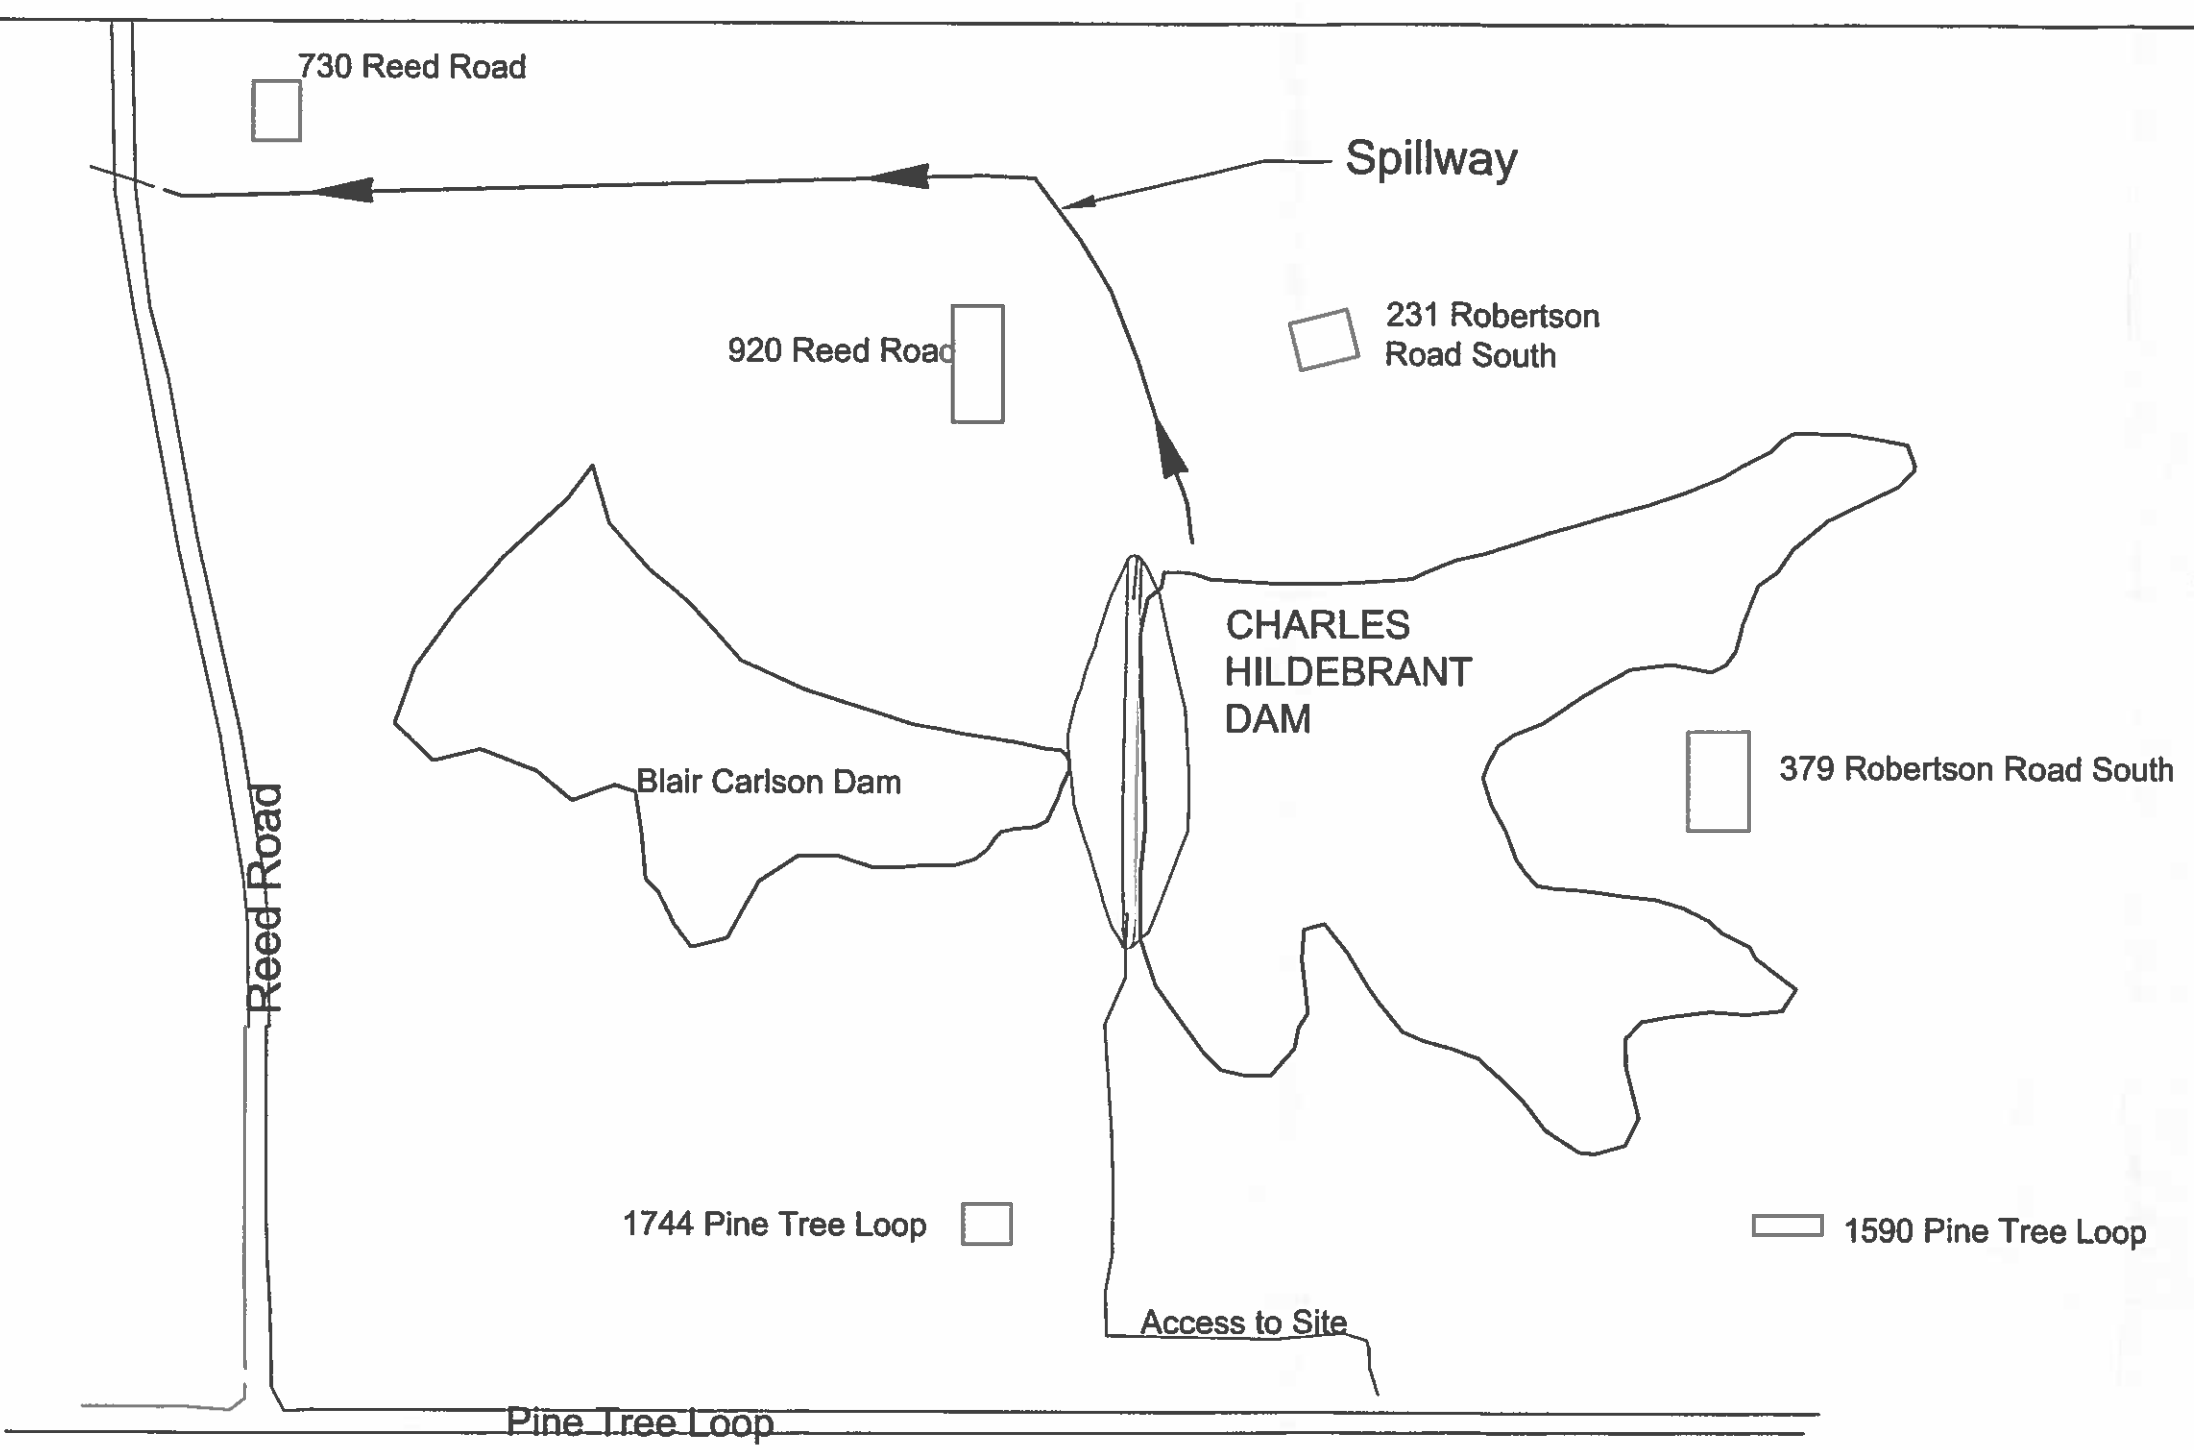 730 Reed Road
Spillway
231 Robertson
Road South
920 Reed Road
CHARLES
HILDEBRANT
DAM
Blair Carlson Dam
379 Robertson Road South
Reed Road
1744 Pine Tree Loop
1590 Pine Tree Loop
Access to Site
Pine Tree Loop